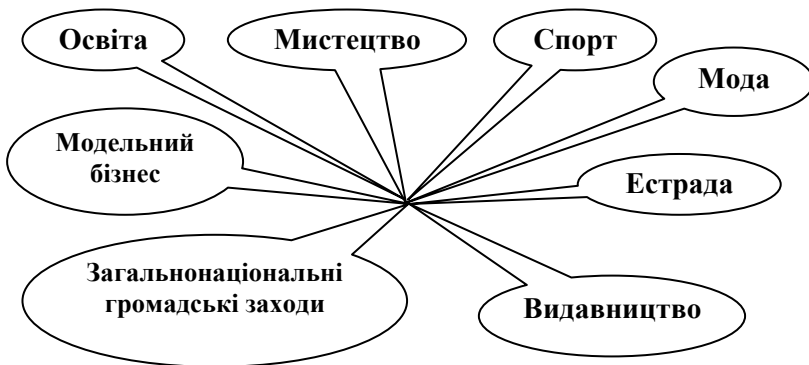 Освіта
Мистецтво
Спорт
Мода
Модельний
бізнес
Естрада
Загальнонаціональні
громадські заходи
Видавництво